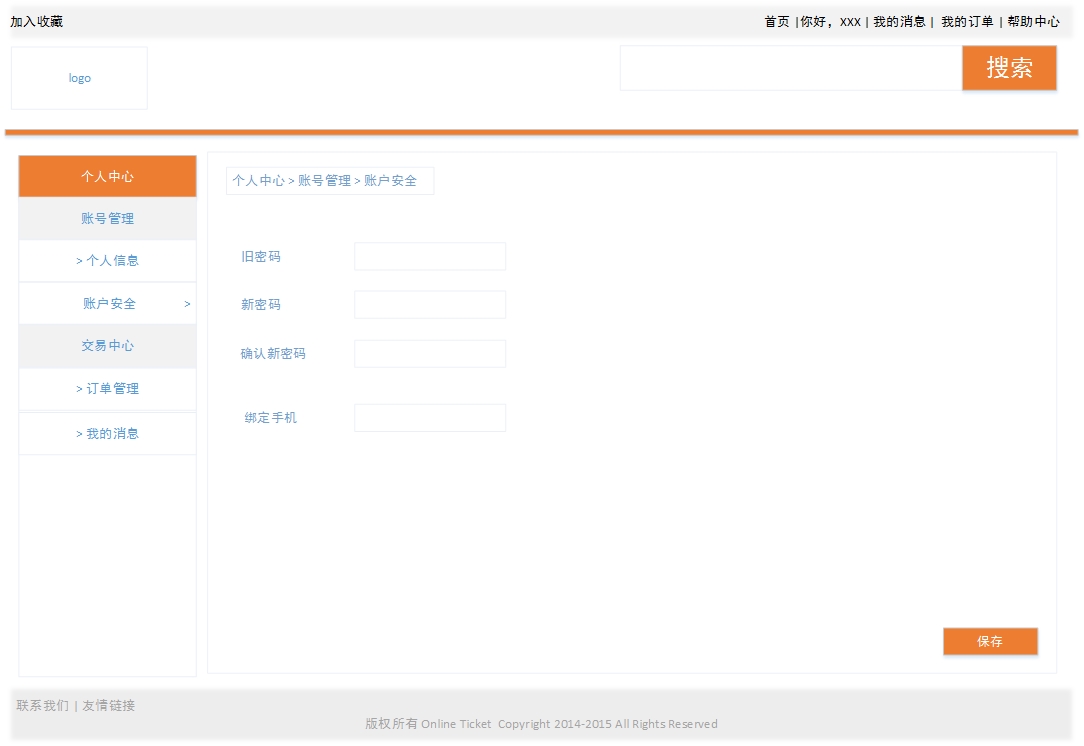 加入收藏
首页 |你好，XXX | 我的消息 | 我的订单 | 帮助中心
logo
搜索
个人中心
账号管理
> 个人信息
账户安全 >
交易中心
> 订单管理
> 我的消息
个人中心 > 账号管理 > 账户安全
旧密码
新密码
确认新密码
绑定手机
保存
联系我们 | 友情链接
版权所有 Online Ticket Copyright 2014-2015 All Rights Reserved